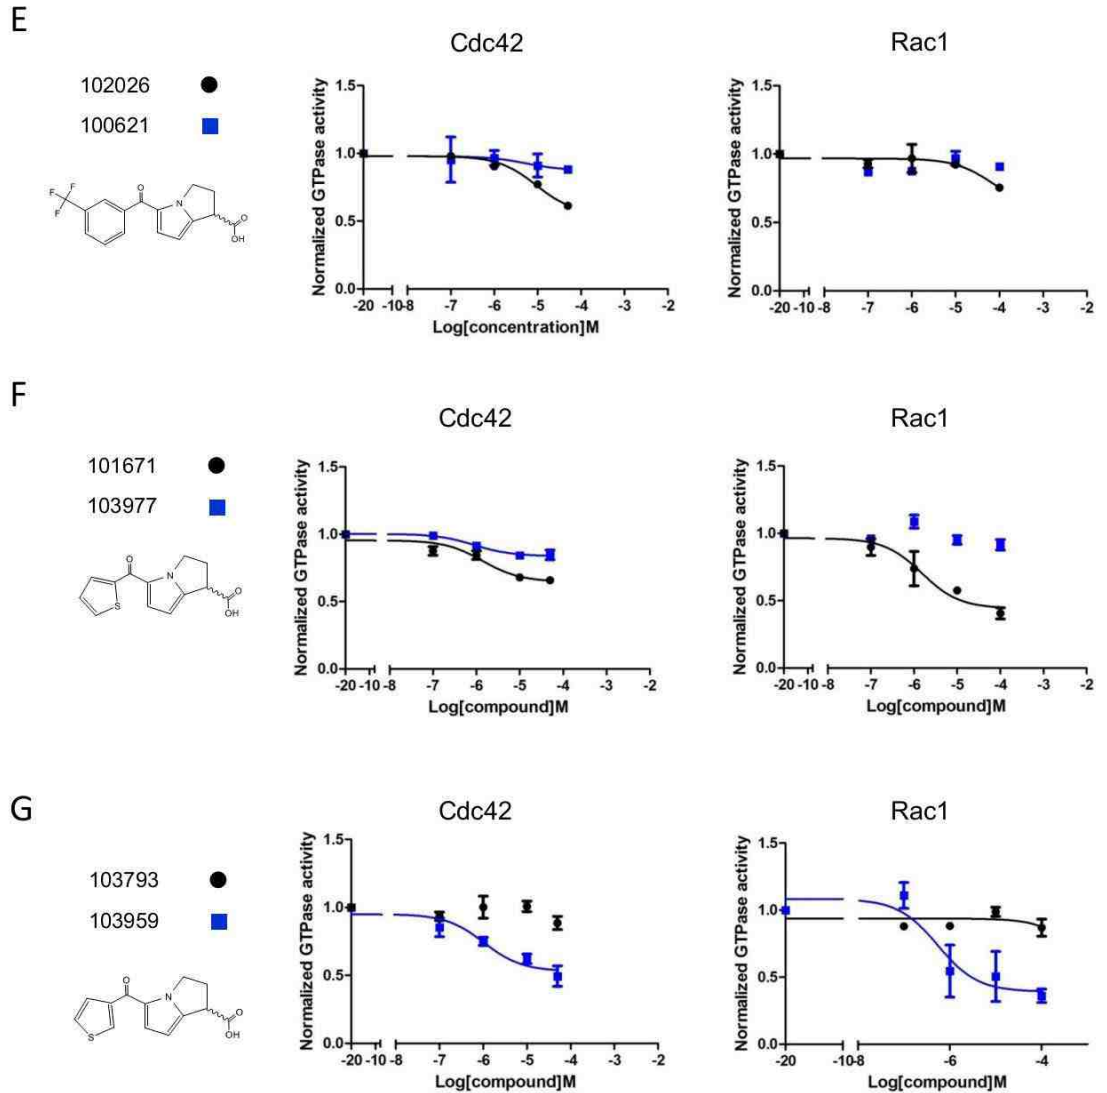 E
Cdc42
Rac1
102026
100621
Normalized GTPase activity
1.5
1.0
0.5
0.0
-20 -10 -8 -7 -6 -5 -4 -3 -2
Log[concentration]M
Normalized GTPase activity
1.5
1.0
0.5
0.0
-20 -10 -8 -7 -6 -5 -4 -3 -2
F
F
F
O
N
O
OH
F
Cdc42
Rac1
101671
103977
Normalized GTPase activity
1.5
1.0
0.5
0.0
-20 -10 -8 -7 -6 -5 -4 -3 -2
Log[compound]M
Normalized GTPase activity
1.5
1.0
0.5
0.0
-20 -10 -8 -7 -6 -5 -4 -3 -2
Log[compound]M
O
N
S
O
OH
G
Cdc42
Rac1
103793
103959
Normalized GTPase activity
1.5
1.0
0.5
0.0
-20 -10 -8 -7 -6 -5 -4 -3 -2
Log[compound]M
Normalized GTPase activity
1.5
1.0
0.5
0.0
-20 -10 -8 -6 -4
Log[compound]M
O
N
S
O
OH